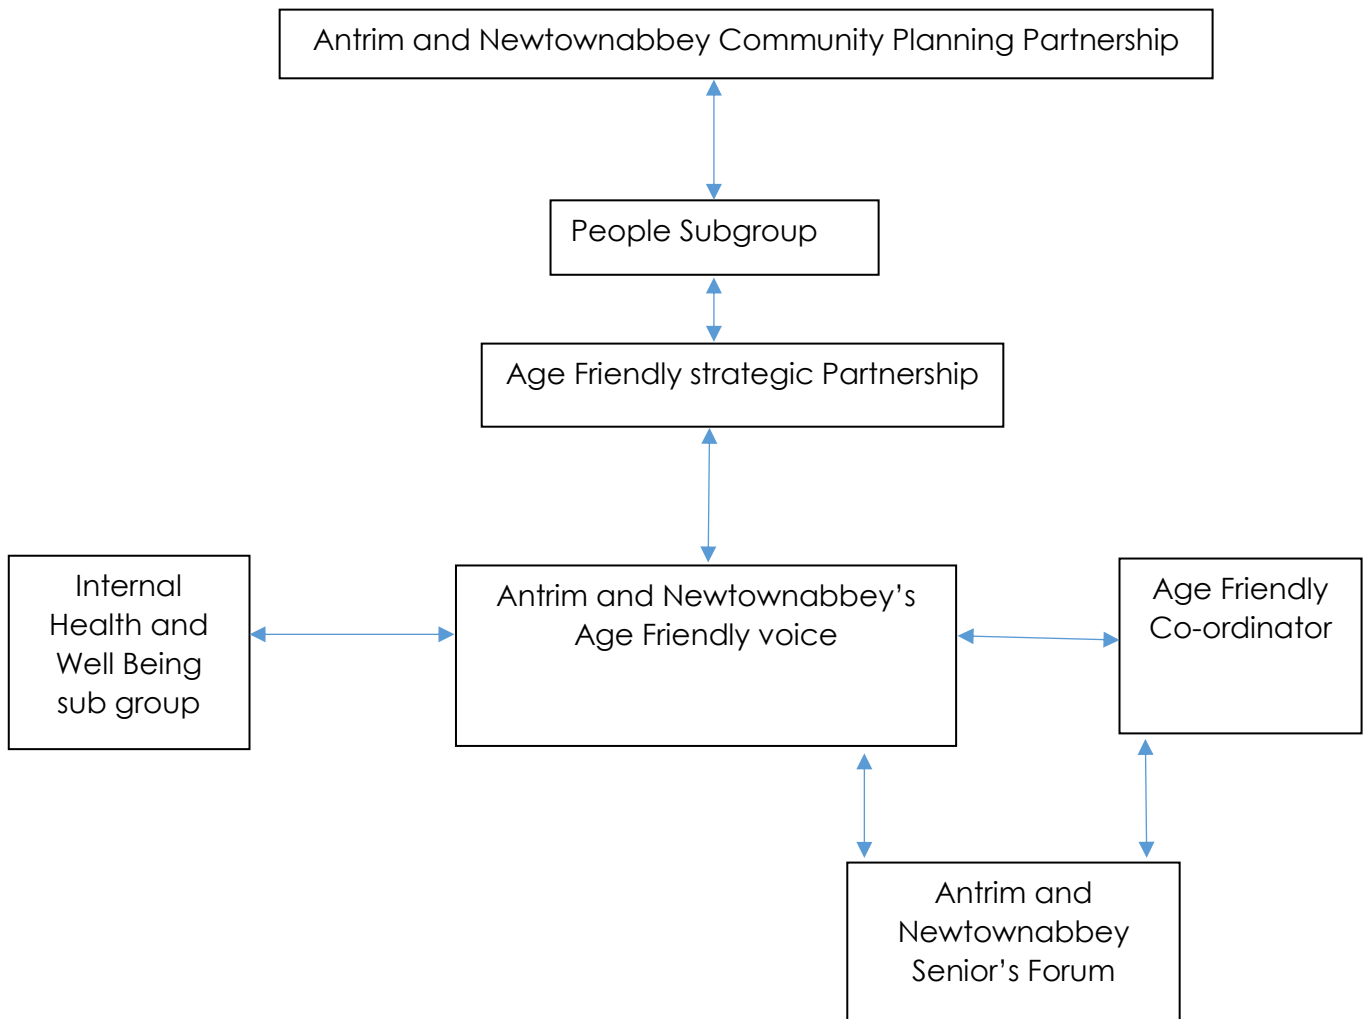 Antrim and Newtownabbey Community Planning Partnership
People Subgroup
Age Friendly strategic Partnership
Internal
Health and
Well Being
sub group
Antrim and Newtownabbey’s
Age Friendly voice
Age Friendly
Co-ordinator
Antrim and
Newtownabbey
Senior’s Forum